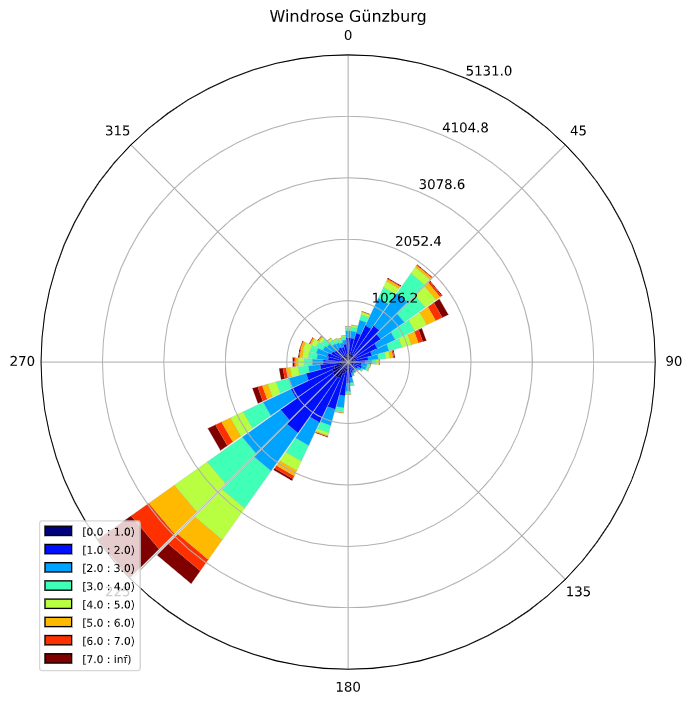 Windrose Günzburg
0
5131.0
315
4104.8
45
3078.6
2052.4
1026.2
270
90
[0.0 : 1.0)
[1.0 : 2.0)
[2.0 : 3.0)
[3.0 : 4.0)
225
135
[4.0 : 5.0)
[5.0 : 6.0)
[6.0 : 7.0)
[7.0 : inf)
180